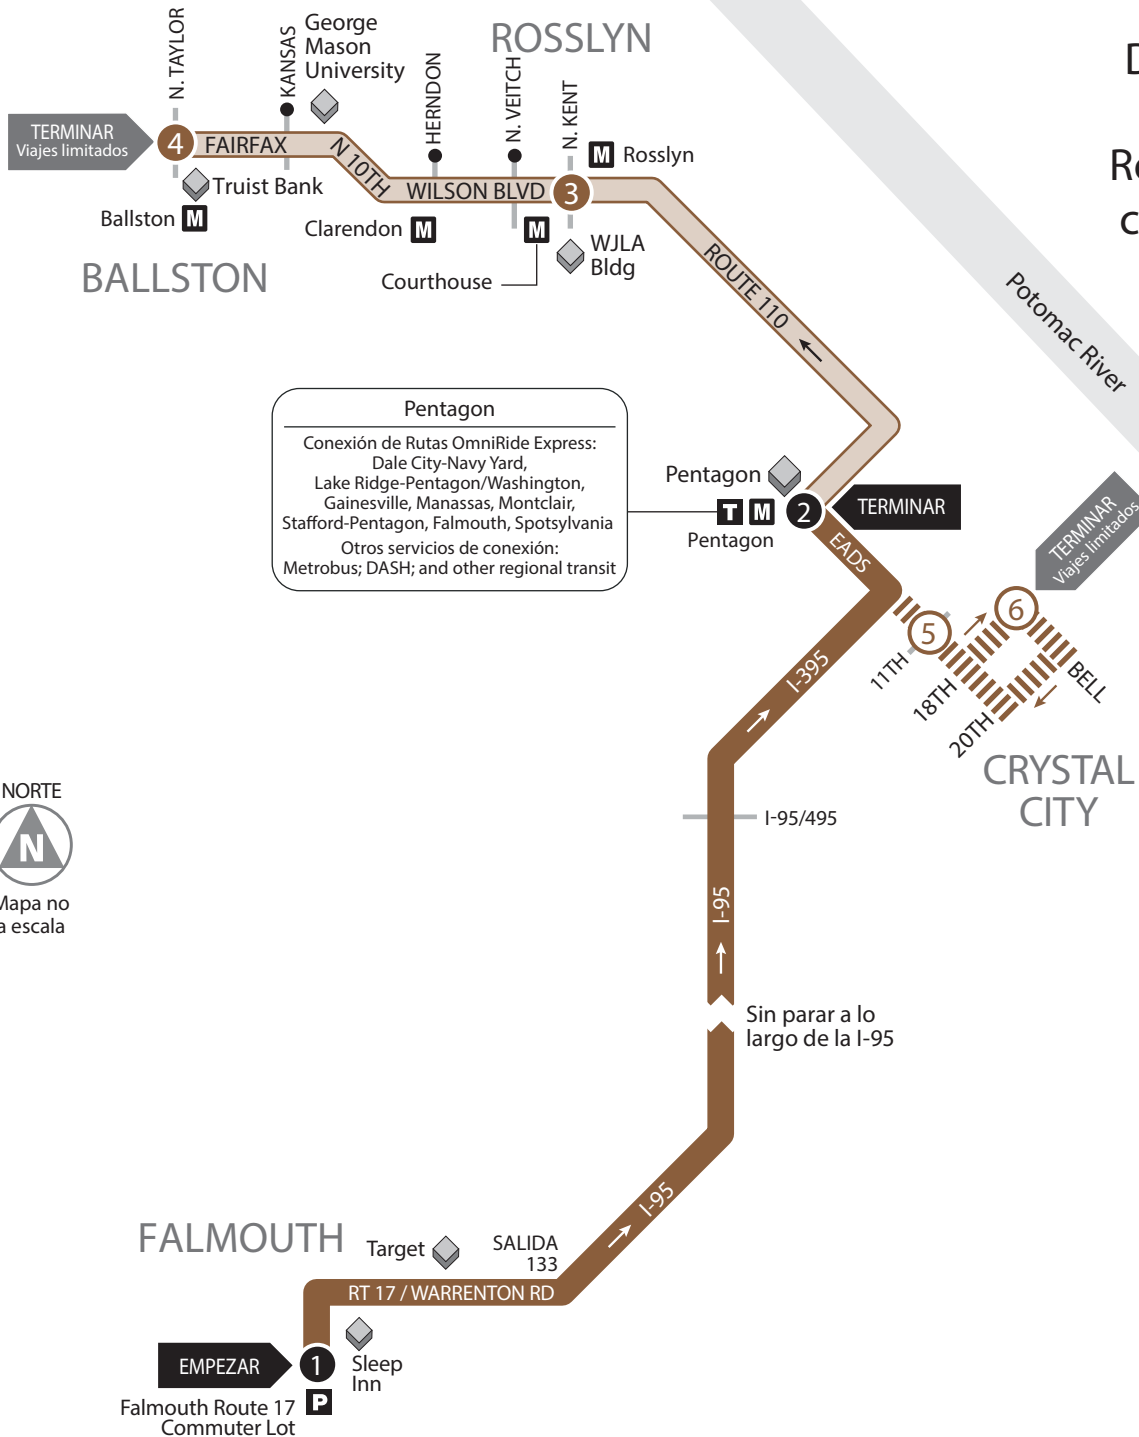 N. TAYLOR
KANSAS
George
Mason
University
ROSSLYN
HERNDON
N. VEITCH
N. KENT
TERMINAR
Viajes limitados
4
FAIRFAX
N 10TH
WILSON BLVD
3
M Rosslyn
Truist Bank
Ballston M
Clarendon M
M
Courthouse
WJLA
Bldg
BALLSTON
ROUTE 110
Potomac River
Pentagon
Conexión de Rutas OmniRide Express:
Dale City-Navy Yard,
Lake Ridge-Pentagon/Washington,
Gainesville, Manassas, Montclair,
Stafford-Pentagon, Falmouth, Spotsylvania
Otros servicios de conexión:
Metrobus; DASH; and other regional transit
Pentagon
T M
2
TERMINAR
Pentagon
EADS
TERMINAR
Viajes limitados
5
6
11TH
18TH
20TH
BELL
CRYSTAL
CITY
I-395
I-95/495
NORTE
N
Mapa no
a escala
I-95
Sin parar a lo
largo de la I-95
I-95
FALMOUTH
Target
SALIDA
133
RT 17 / WARRENTON RD
EMPEZAR
1
Sleep
Inn
P
Falmouth Route 17
Commuter Lot